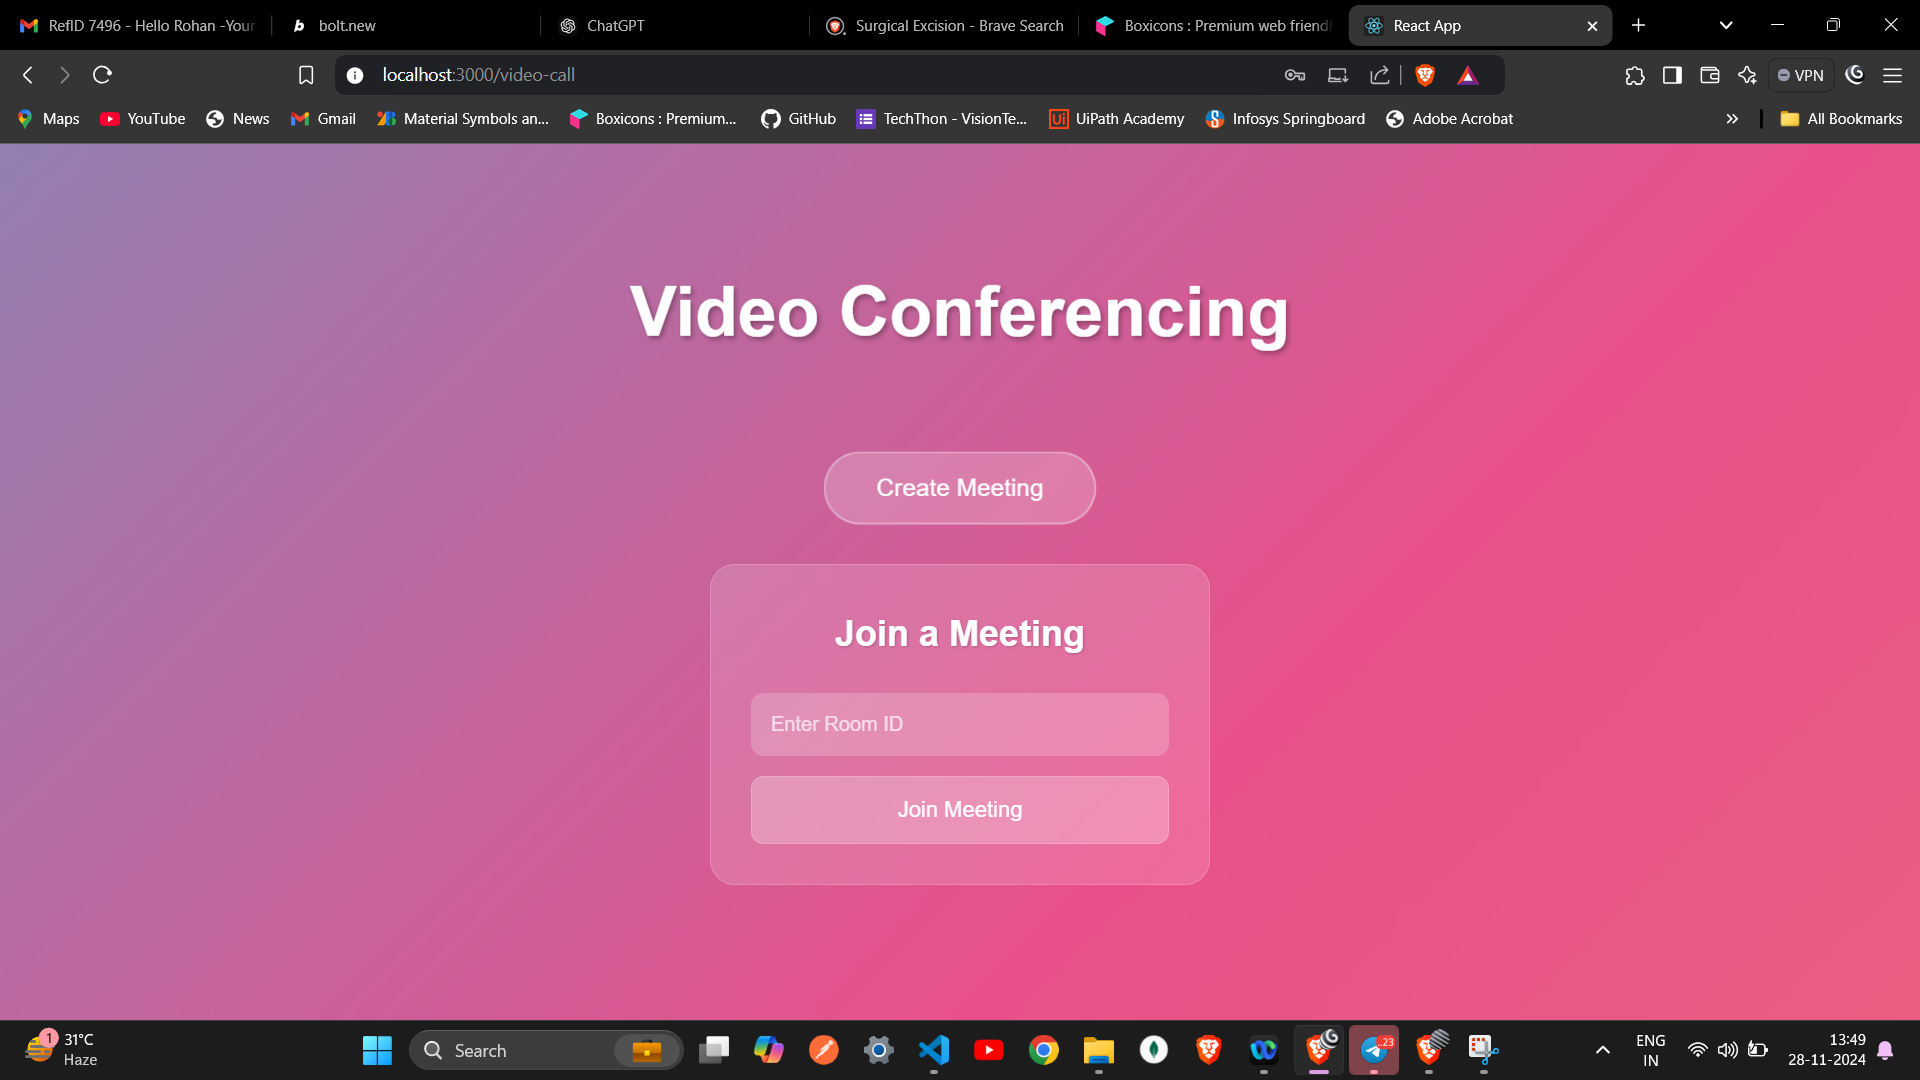 RefID 7496 - Hello Rohan -Your
bolt.new
ChatGPT
Surgical Excision - Brave Search
Boxicons : Premium web friend
React App
localhost:3000/video-call
VPN
Maps
YouTube
News
Gmail
Material Symbols an...
Boxicons : Premium...
GitHub
TechThon - VisionTe...
UiPath Academy
Infosys Springboard
Adobe Acrobat
All Bookmarks
Video Conferencing
Create Meeting
Join a Meeting
Enter Room ID
Join Meeting
1
31°C
Haze
Search
..23
ENG
IN
13:49
28-11-2024